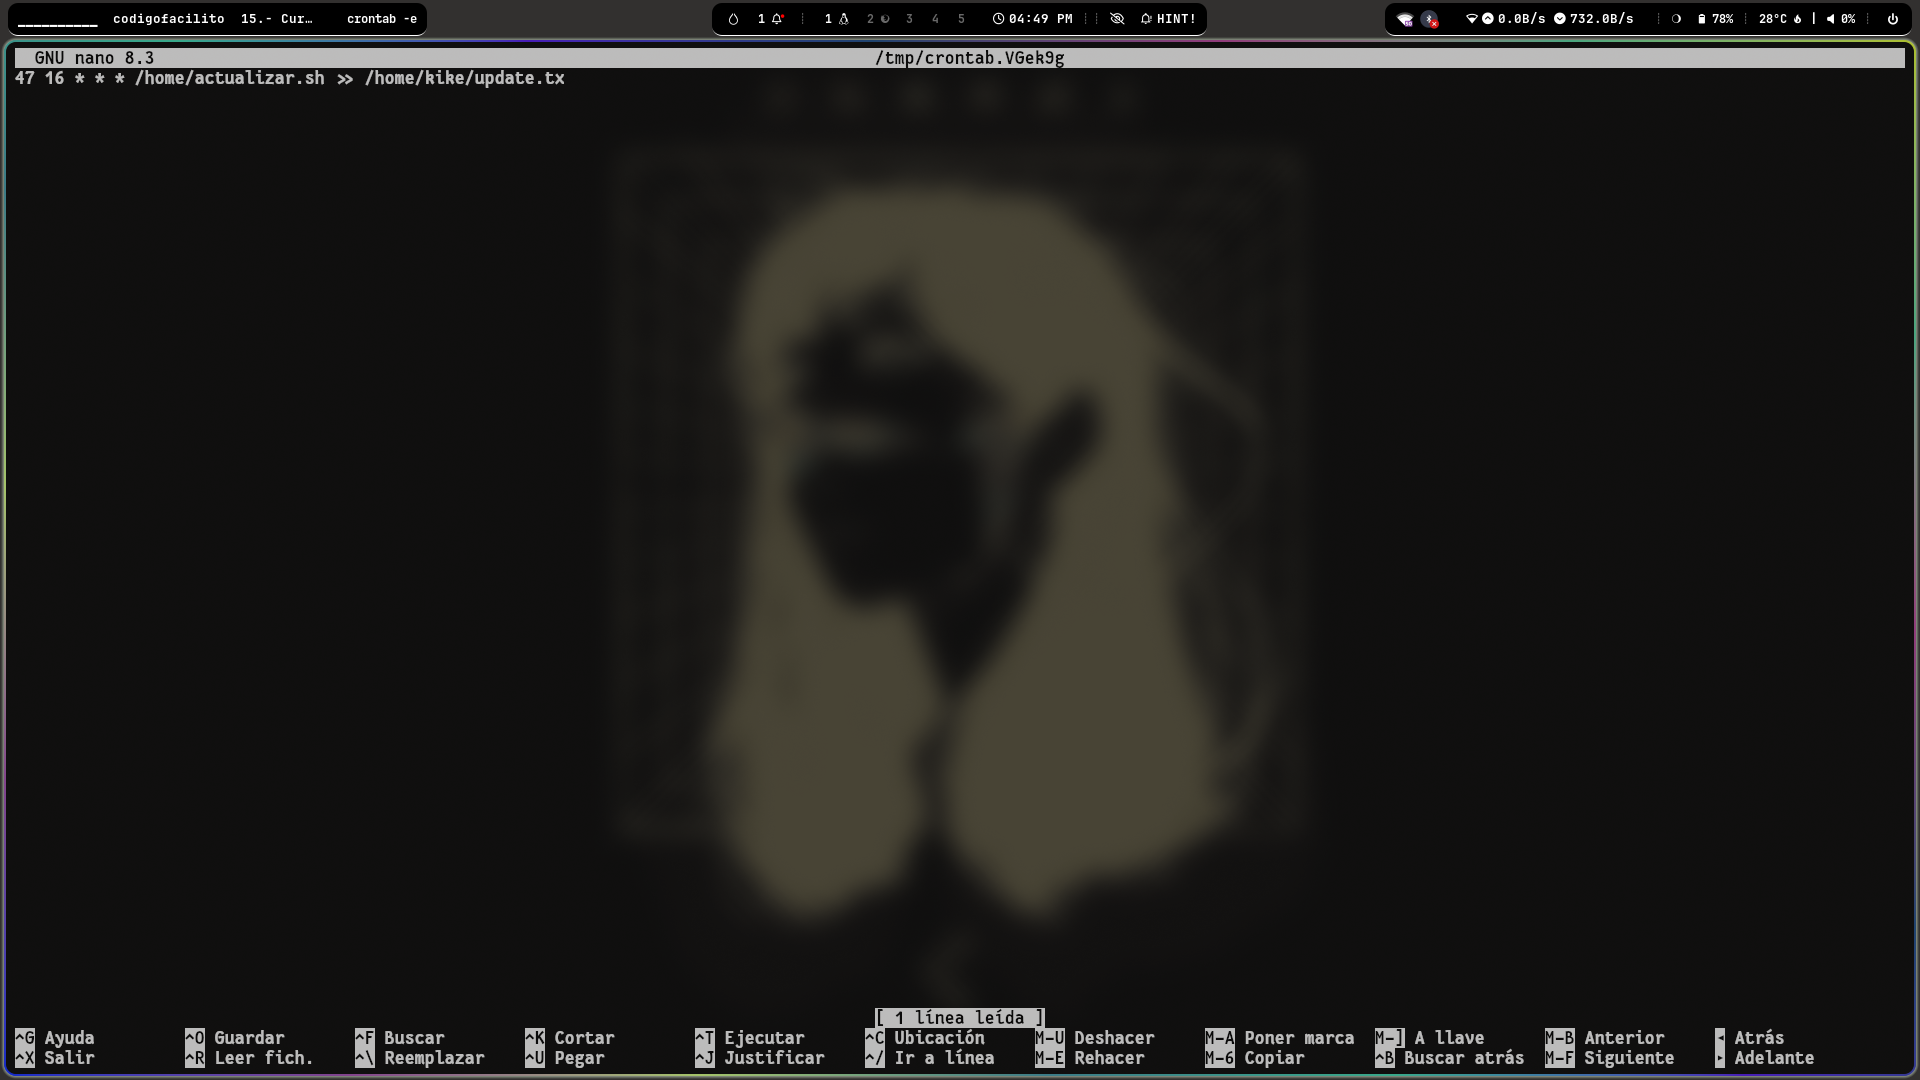 __________ codigofacilito 15.- Cur… crontab -e
1 1 2 3 4 5 04:49 PM HINT!
0.0B/s 732.0B/s 78% 28°C 0%
GNU nano 8.3 /tmp/crontab.VGek9g
47 16 * * * /home/actualizar.sh >> /home/kike/update.tx
[ 1 línea leída ]
^G Ayuda ^O Guardar ^F Buscar ^K Cortar ^T Ejecutar ^C Ubicación M-U Deshacer M-A Poner marca M-] A llave M-B Anterior ◂ Atrás
^X Salir ^R Leer fich. ^\ Reemplazar ^U Pegar ^J Justificar ^/ Ir a línea M-E Rehacer M-6 Copiar ^B Buscar atrás M-F Siguiente ▸ Adelante